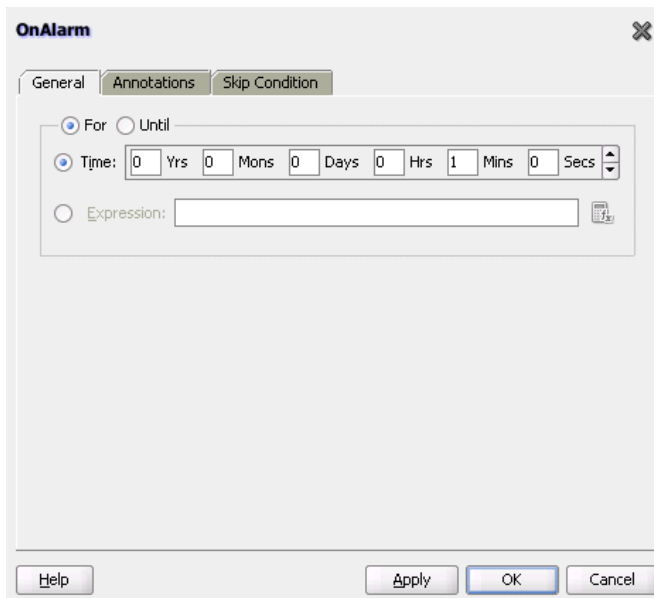 OnAlarm
General Annotations Skip Condition
For Until
Time: 0 Yrs 0 Mons 0 Days 0 Hrs 1 Mins 0 Secs
Expression:
Help Apply OK Cancel